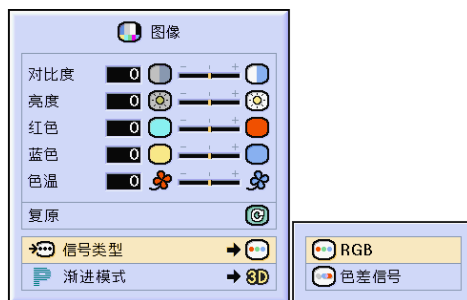 图像
对比度 0
亮度 0
红色 0
蓝色 0
色温 0
复原
信号类型
渐进模式 3D
RGB
色差信号